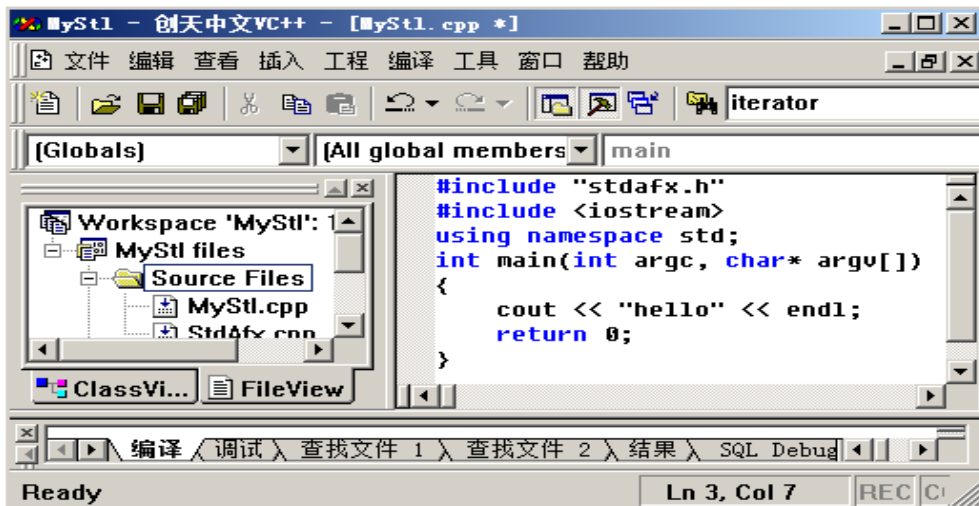 MyStl - 创天中文VC++ - [MyStl.cpp *]
文件 编辑 查看 插入 工程 编译 工具 窗口 帮助
iterator
(Globals) (All global members main
Workspace 'MyStl':
MyStl files
Source Files
MyStl.cpp
StdAfx.cpp
ClassVi... FileView
#include "stdafx.h"
#include <iostream>
using namespace std;
int main(int argc, char* argv[])
{
cout << "hello" << endl;
return 0;
}
编译 调试 查找文件 1 查找文件 2 结果 SQL Debug
Ready Ln 3, Col 7 REC